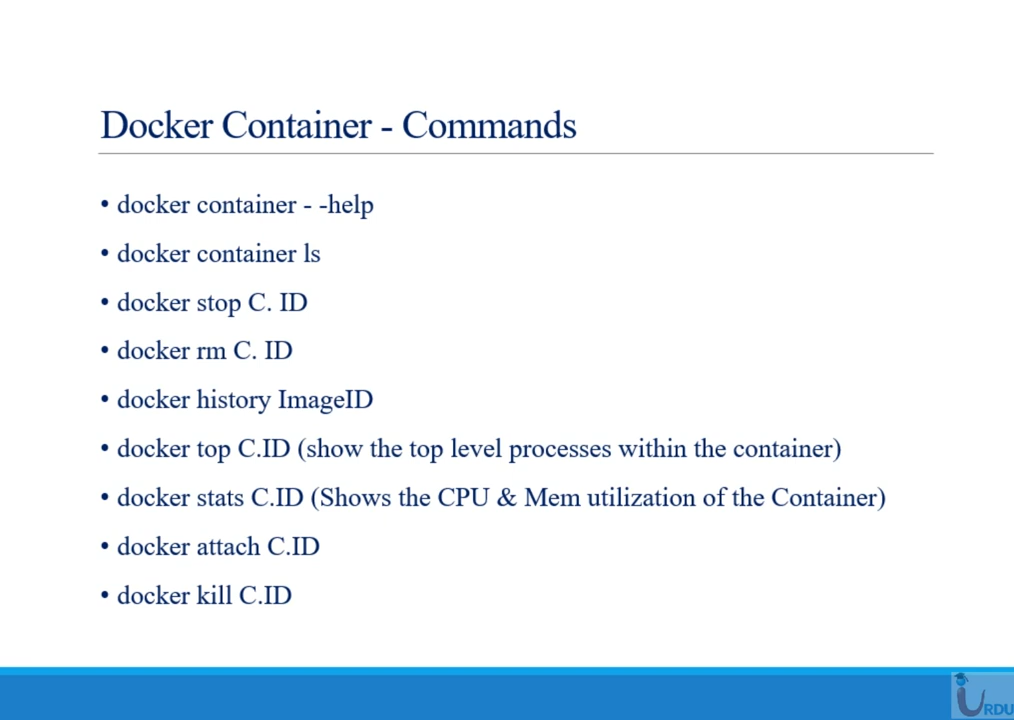 Docker Container - Commands
• docker container - -help
• docker container ls
• docker stop C. ID
• docker rm C. ID
• docker history ImageID
• docker top C.ID (show the top level processes within the container)
• docker stats C.ID (Shows the CPU & Mem utilization of the Container)
• docker attach C.ID
• docker kill C.ID
URDU